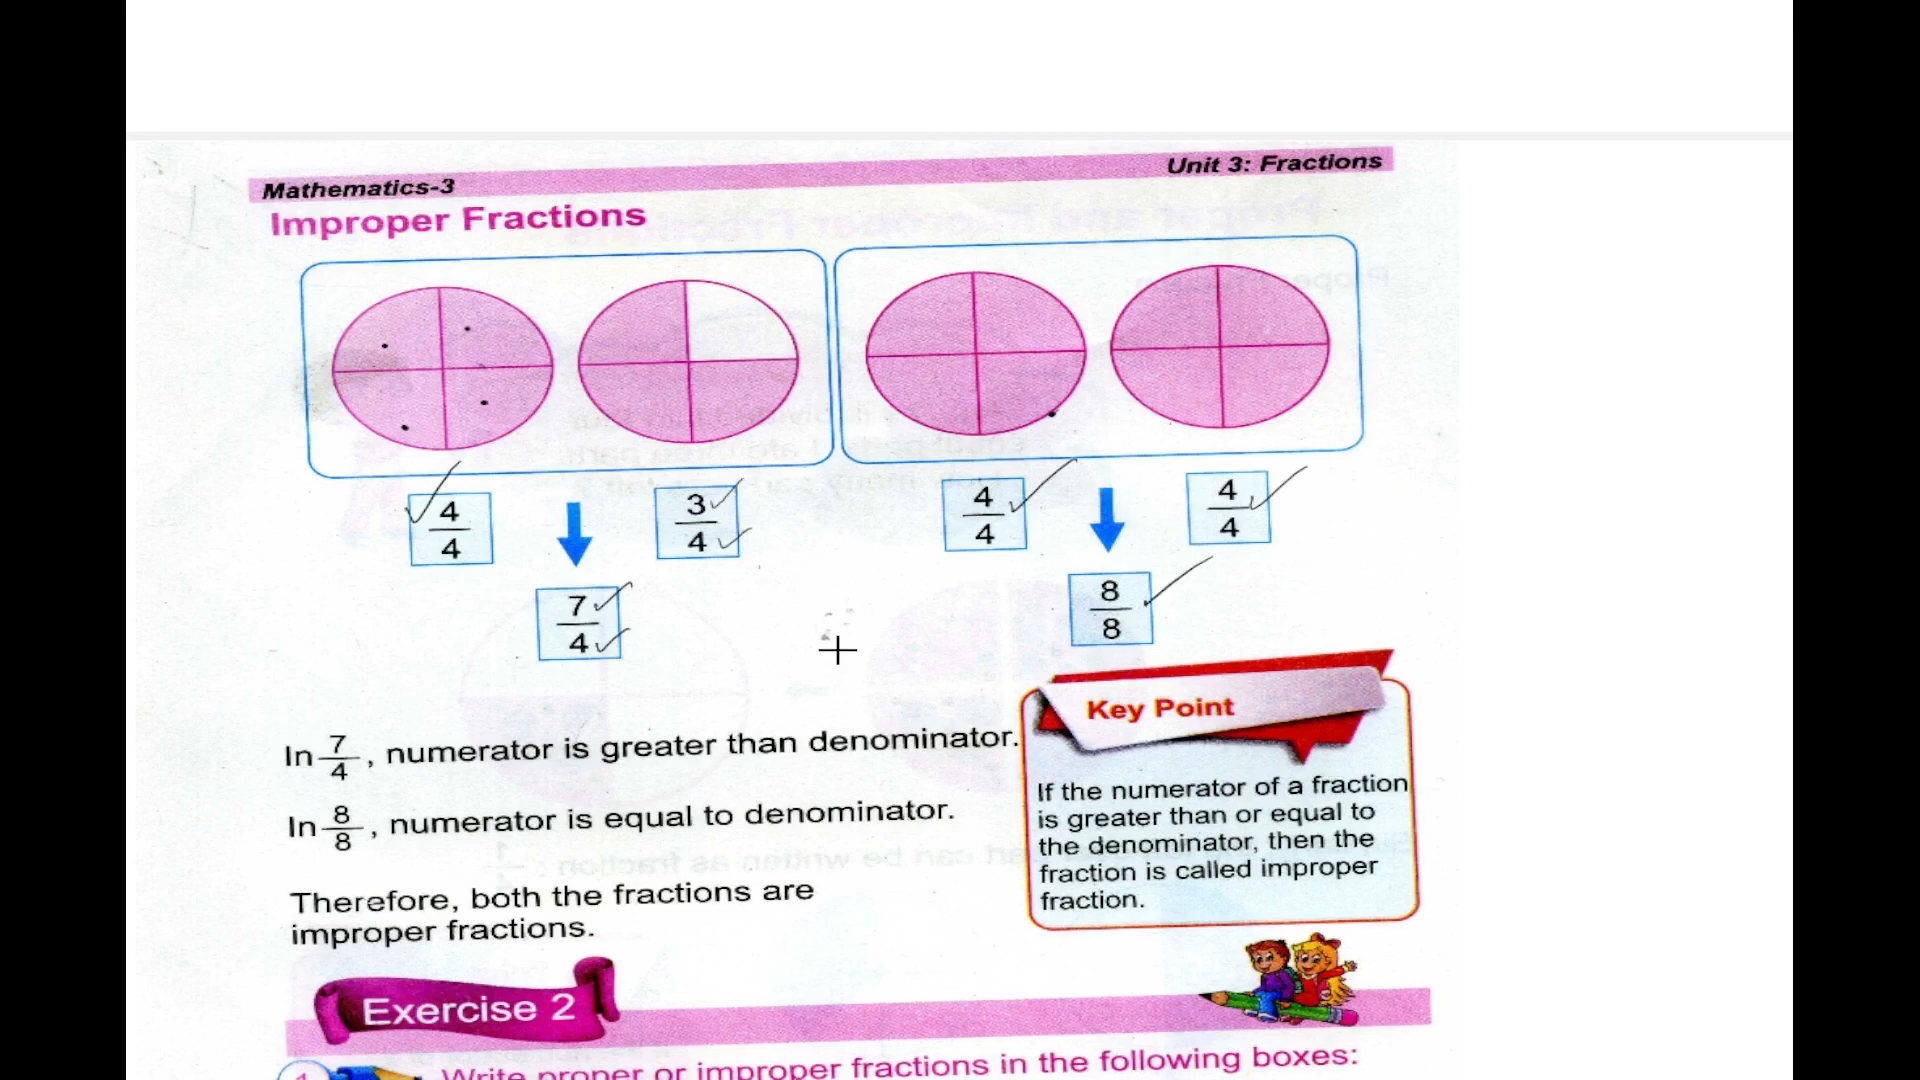 Mathematics-3
Unit 3: Fractions
Improper Fractions
4/4
3/4
4/4
4/4
7/4
8/8
Key Point
In 7/4, numerator is greater than denominator.
In 8/8, numerator is equal to denominator.
Therefore, both the fractions are
improper fractions.
If the numerator of a fraction
is greater than or equal to
the denominator, then the
fraction is called improper
fraction.
Exercise 2
1
Write proper or improper fractions in the following boxes: